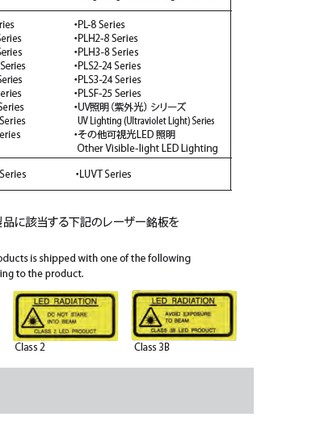 ries
Series
Series
Series
Series
eries
Series
Series
eries
•PL-8 Series
•PLH2-8 Series
•PLH3-8 Series
•PLS2-24 Series
•PLS3-24 Series
•PLSF-25 Series
•UV照明（紫外光）シリーズ
UV Lighting (Ultraviolet Light) Series
•その他可視光LED 照明
Other Visible-light LED Lighting
Series
•LUVT Series
製品に該当する下記のレーザー銘板を
oducts is shipped with one of the following
ing to the product.
LED RADIATION
DO NOT STARE
INTO BEAM
CLASS 2 LED PRODUCT
Class 2
LED RADIATION
AVOID EXPOSURE
TO BEAM
CLASS 3B LED PRODUCT
Class 3B